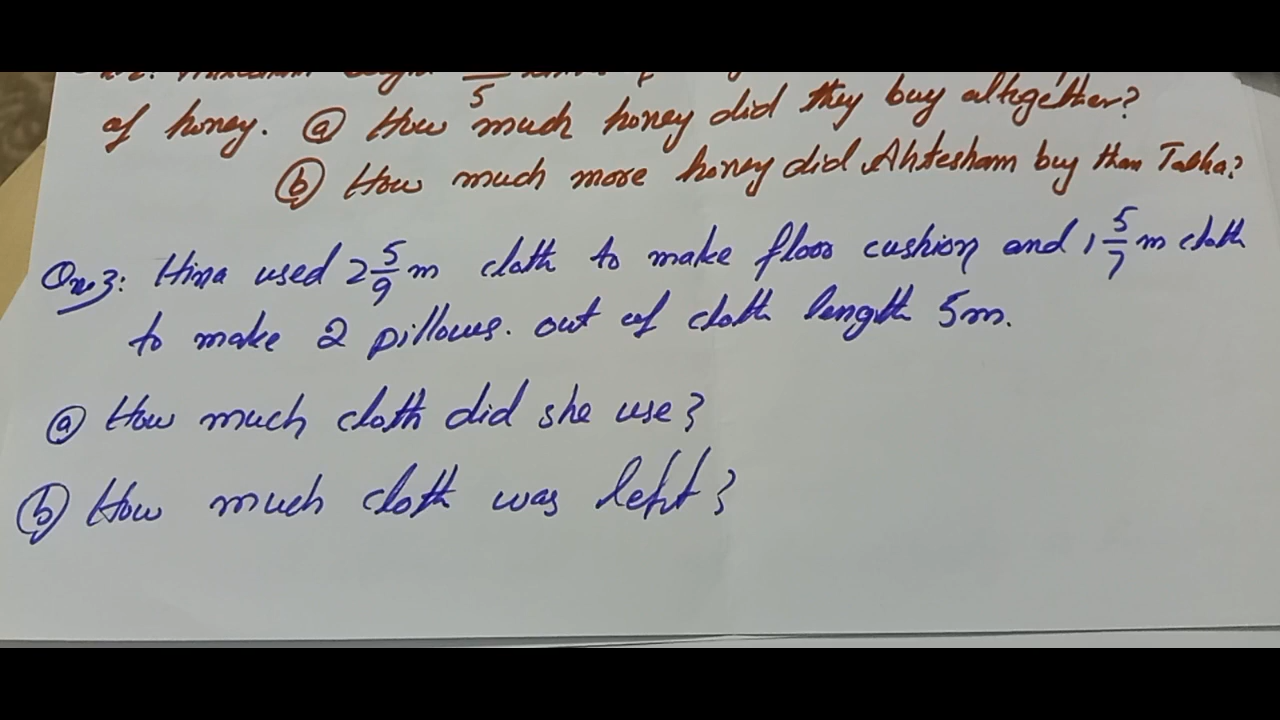 of honey. (a) How much honey did they buy altogether?
(b) How much more honey did Ahtesham buy than Talha?
Qno3: Hina used 2 5/9 m cloth to make floor cushion and 1 5/7 m cloth
to make 2 pillows. out of cloth length 5m.
(a) How much cloth did she use?
(b) How much cloth was left?